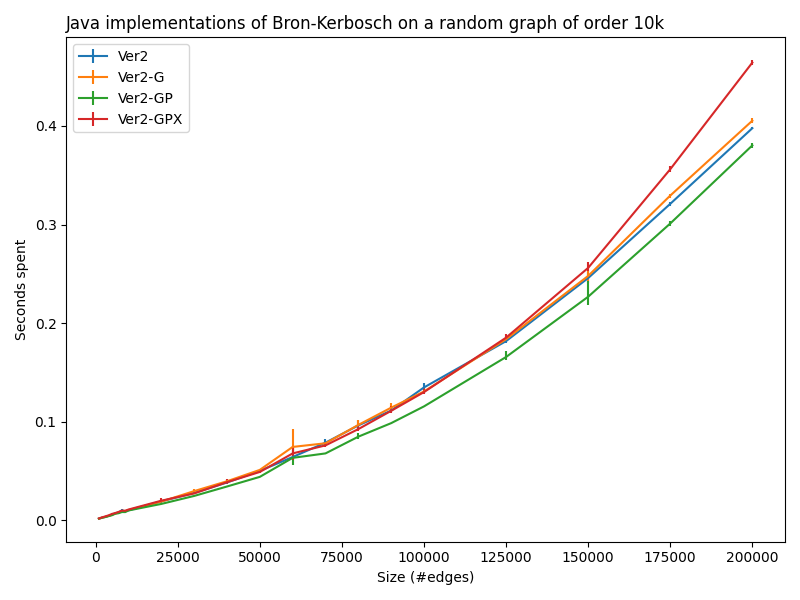 Java implementations of Bron-Kerbosch on a random graph of order 10k
Ver2
Ver2-G
Ver2-GP
Ver2-GPX
Seconds spent
0.4
0.3
0.2
0.1
0.0
0 25000 50000 75000 100000 125000 150000 175000 200000
Size (#edges)